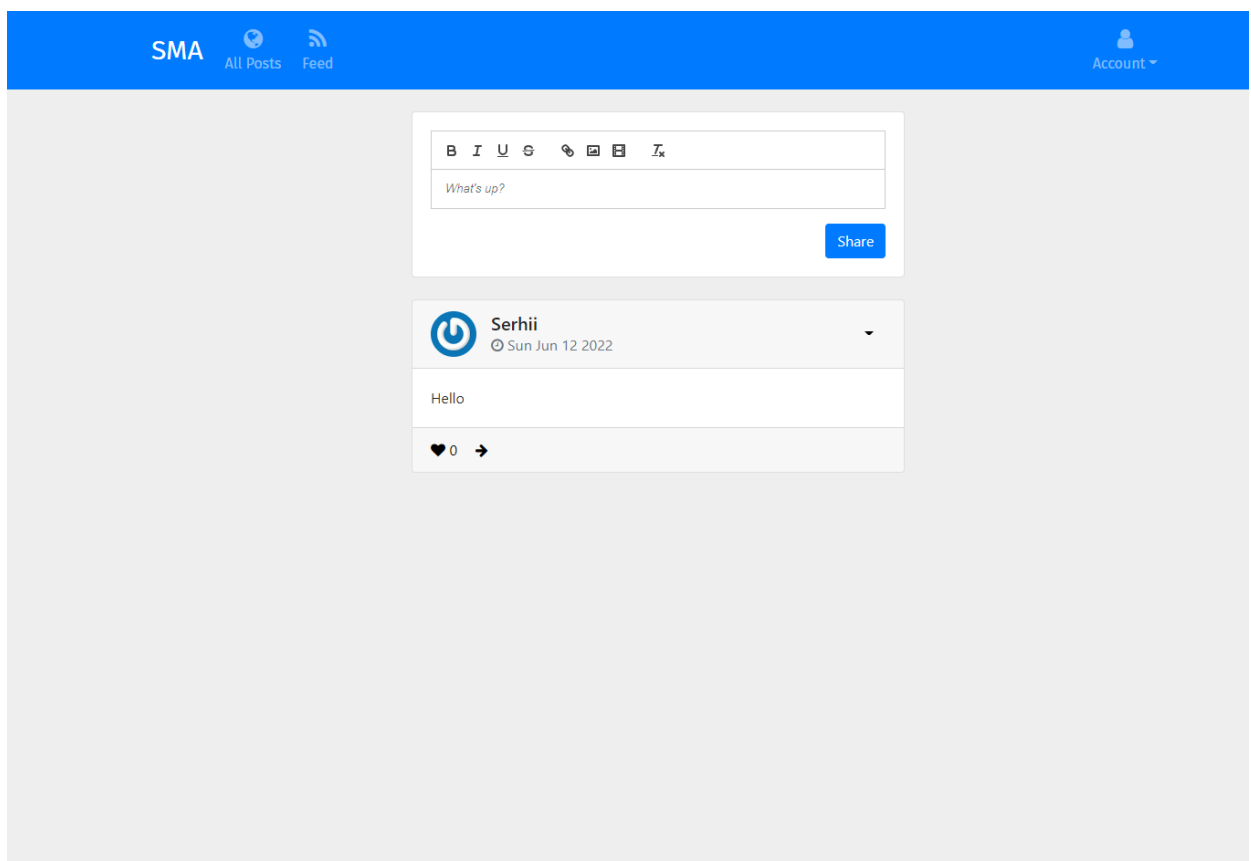 SMA
All Posts Feed
Account
B I U S
What's up?
Share
Serhii
Sun Jun 12 2022
Hello
0